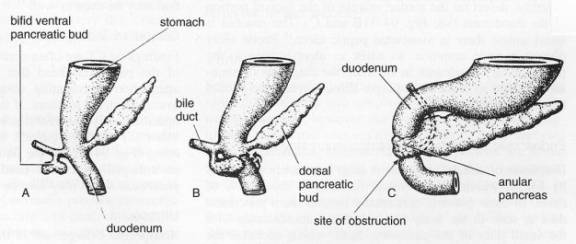 bifid ventral
pancreatic bud
stomach
bile
duct
duodenum
dorsal
pancreatic
bud
anular
pancreas
A
B
C
site of obstruction
duodenum